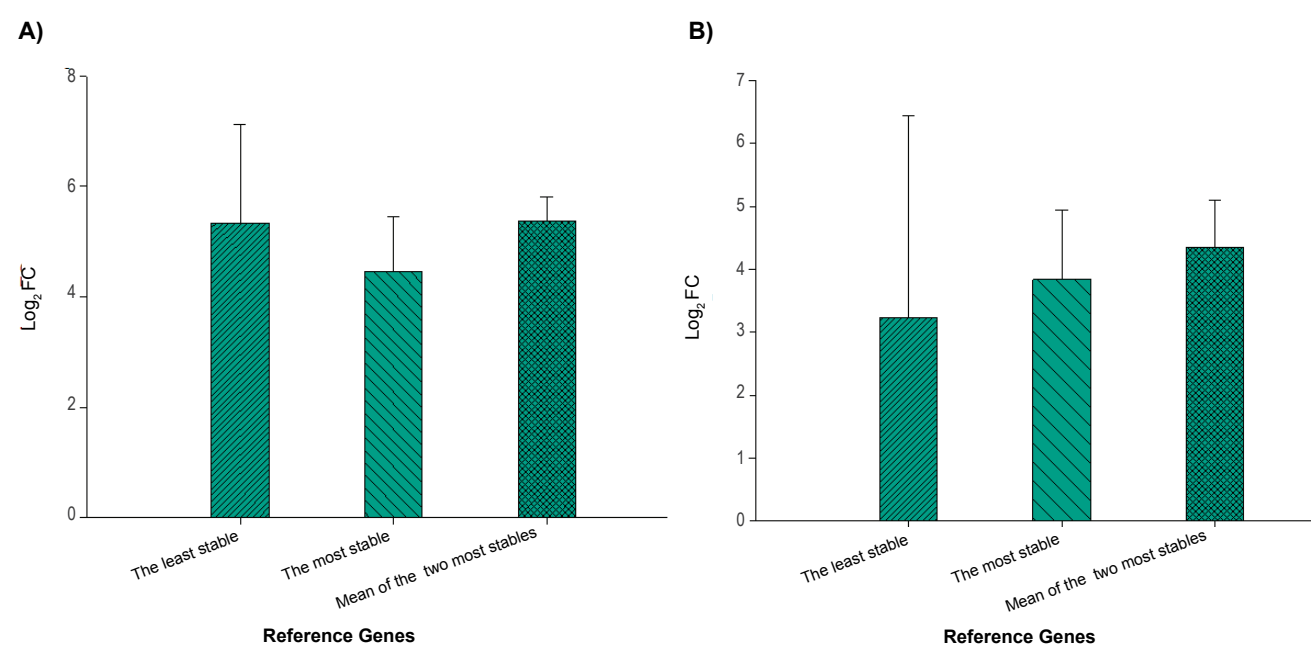 A)
8
6
4
2
0
Log2 FC
The least stable
The most stable
Mean of the two most stables
Reference Genes
B)
7
6
5
4
3
2
1
0
Log2 FC
The least stable
The most stable
Mean of the two most stables
Reference Genes